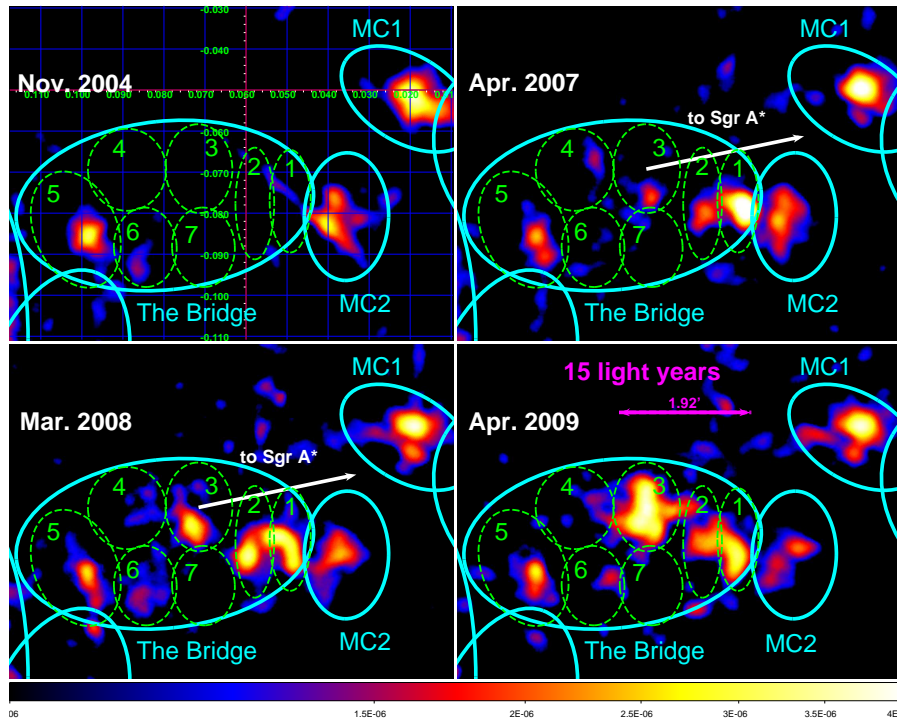 -0.030
MC1
-0.040
Nov. 2004
0.110 0.100 0.090 0.080 0.070 0.060 0.050 0.040 0.030 0.020
-0.060
4
3
2
1
5
-0.070
-0.080
6
7
-0.090
-0.100
The Bridge
MC2
-0.110
MC1
Apr. 2007
to Sgr A*
4
3
2
1
5
6
7
The Bridge
MC2
MC1
Mar. 2008
to Sgr A*
4
3
2
1
5
6
7
The Bridge
MC2
15 light years
MC1
1.92'
Apr. 2009
4
3
2
1
5
6
7
The Bridge
MC2
1.5E-06 2E-06 2.5E-06 3E-06 3.5E-06